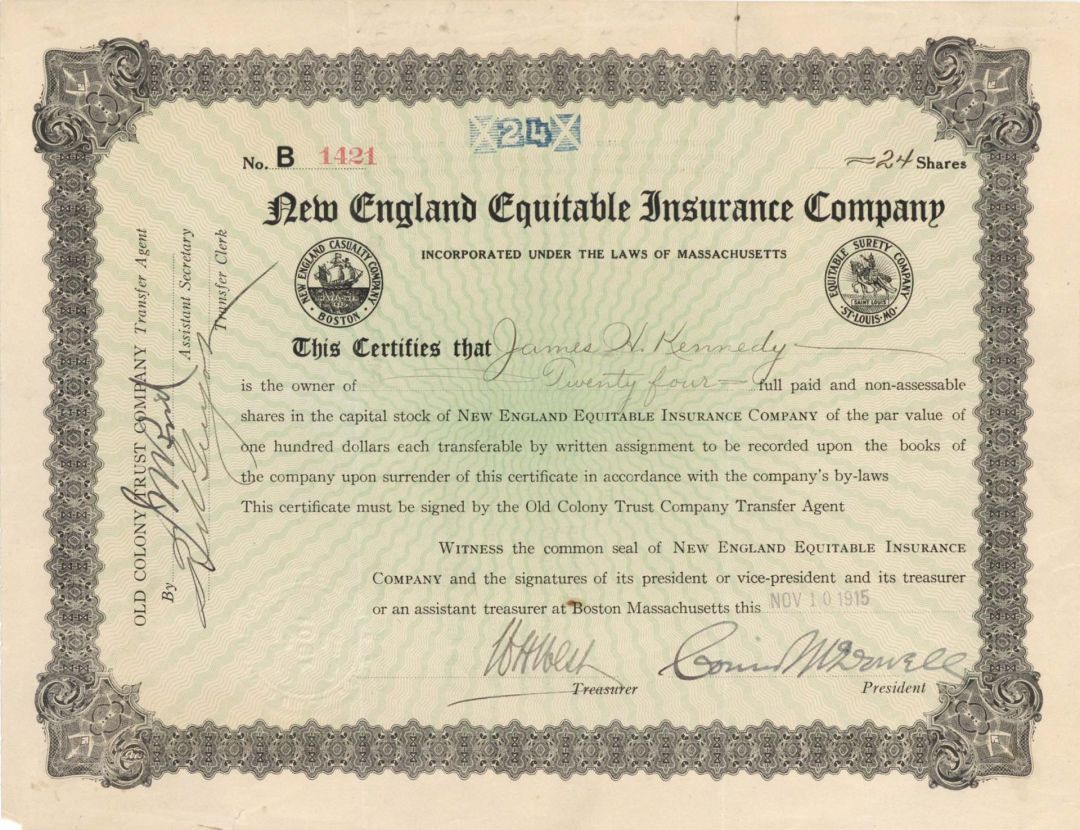 X24X
No. B 1421
=24 Shares
New England Equitable Insurance Company
INCORPORATED UNDER THE LAWS OF MASSACHUSETTS
NEW ENGLAND CASUALTY COMPANY · BOSTON ·
EQUITABLE SURETY COMPANY SAINT LOUIS · ST·LOUIS·MO·
This Certifies that James H. Kennedy
is the owner of Twenty four full paid and non-assessable
shares in the capital stock of NEW ENGLAND EQUITABLE INSURANCE COMPANY of the par value of
one hundred dollars each transferable by written assignment to be recorded upon the books of
the company upon surrender of this certificate in accordance with the company's by-laws
This certificate must be signed by the Old Colony Trust Company Transfer Agent
WITNESS the common seal of NEW ENGLAND EQUITABLE INSURANCE
COMPANY and the signatures of its president or vice-president and its treasurer
or an assistant treasurer at Boston Massachusetts this NOV 10 1915
W H West
Treasurer
Corwin McDowell
President
OLD COLONY TRUST COMPANY Transfer Agent
By
Assistant Secretary
Transfer Clerk